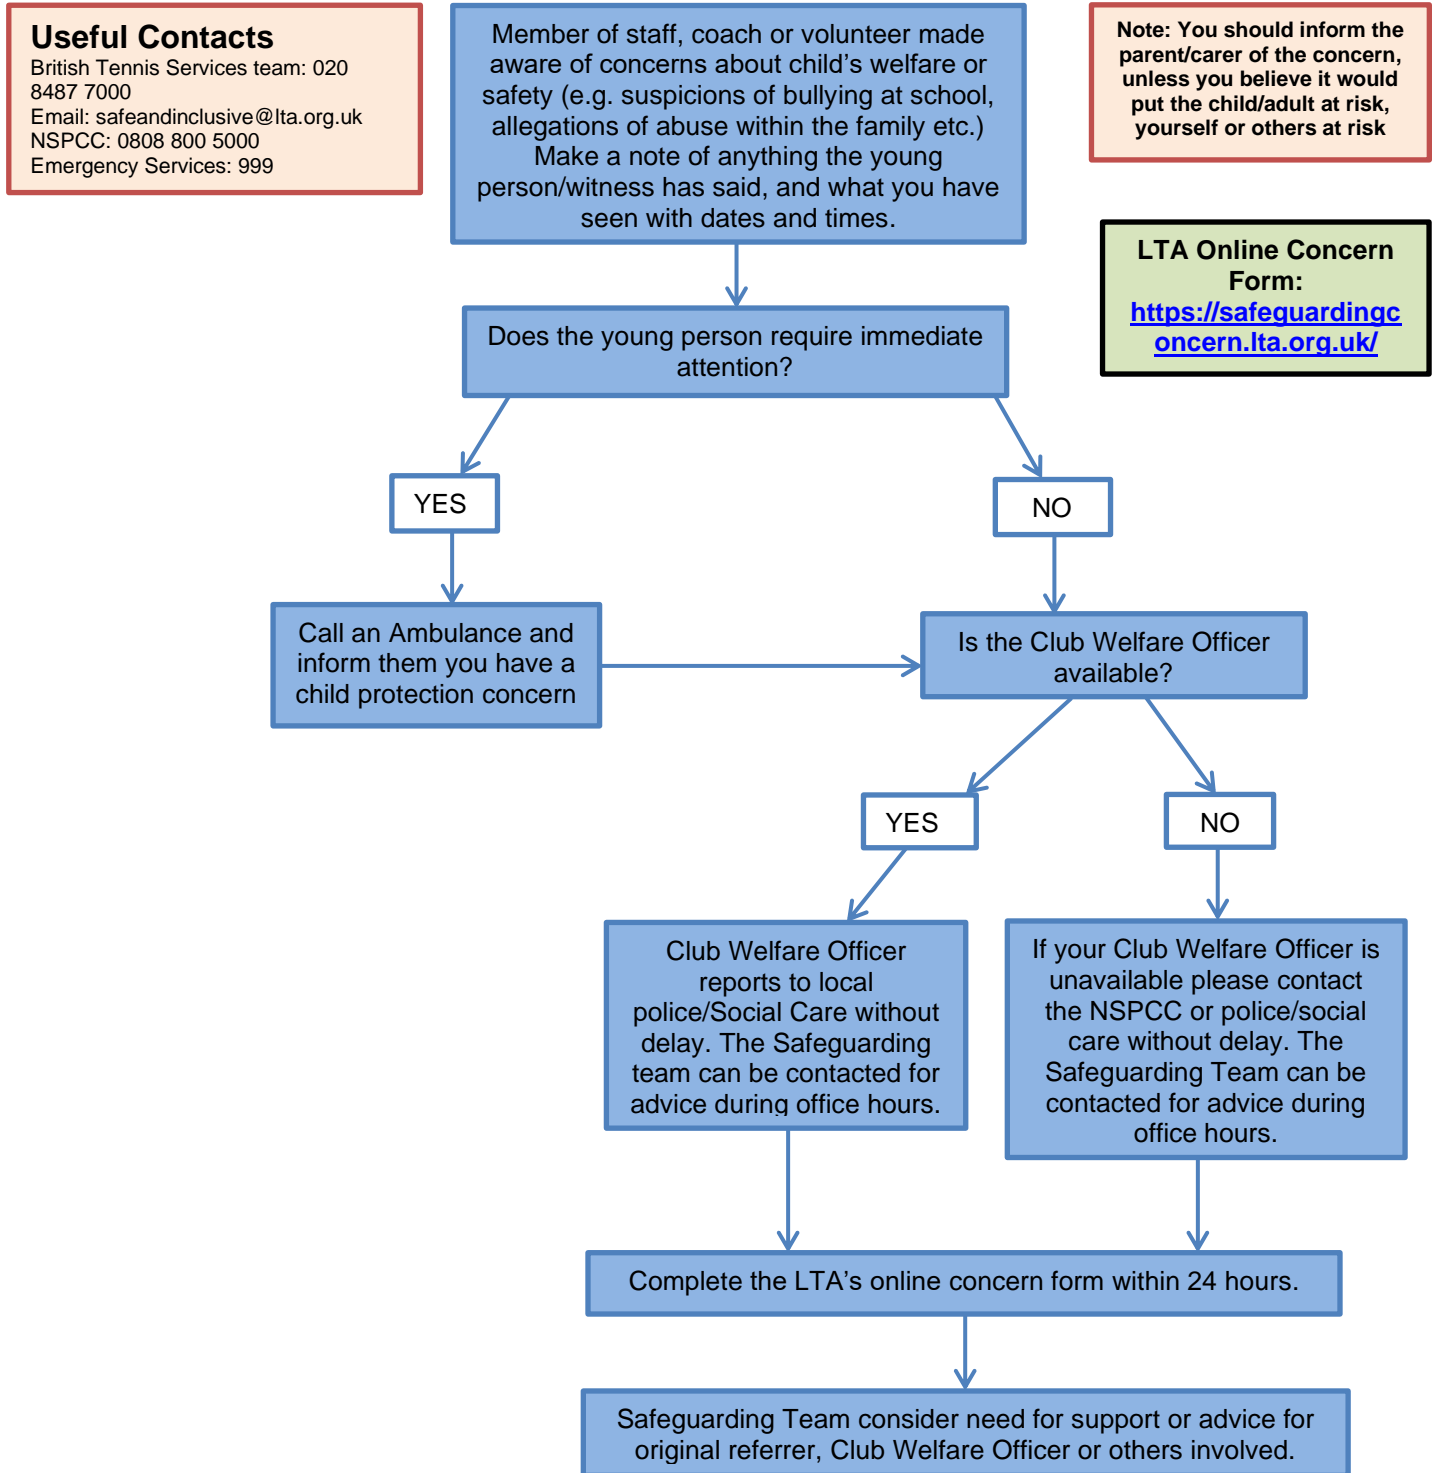 Useful Contacts
British Tennis Services team: 020
8487 7000
Email: safeandinclusive@lta.org.uk
NSPCC: 0808 800 5000
Emergency Services: 999
Member of staff, coach or volunteer made
aware of concerns about child’s welfare or
safety (e.g. suspicions of bullying at school,
allegations of abuse within the family etc.)
Make a note of anything the young
person/witness has said, and what you have
seen with dates and times.
Note: You should inform the
parent/carer of the concern,
unless you believe it would
put the child/adult at risk,
yourself or others at risk
LTA Online Concern
Form:
https://safeguardingc
oncern.lta.org.uk/
Does the young person require immediate
attention?
YES
NO
Call an Ambulance and
inform them you have a
child protection concern
Is the Club Welfare Officer
available?
YES
NO
Club Welfare Officer
reports to local
police/Social Care without
delay. The Safeguarding
team can be contacted for
advice during office hours.
If your Club Welfare Officer is
unavailable please contact
the NSPCC or police/social
care without delay. The
Safeguarding Team can be
contacted for advice during
office hours.
Complete the LTA’s online concern form within 24 hours.
Safeguarding Team consider need for support or advice for
original referrer, Club Welfare Officer or others involved.